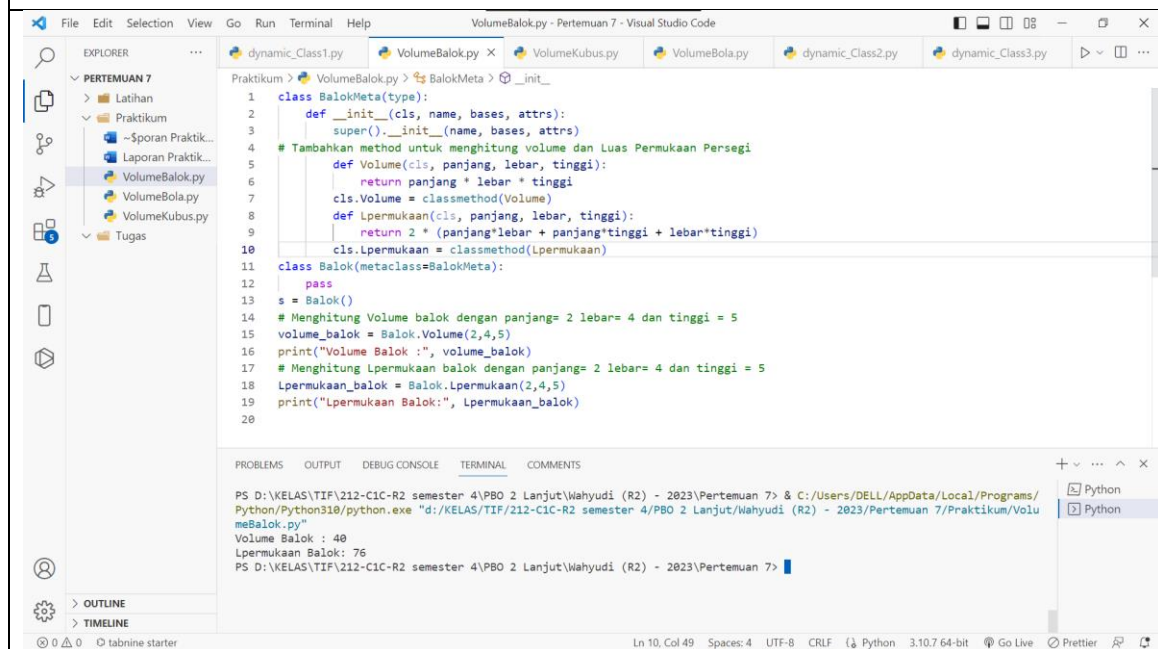 File Edit Selection View Go Run Terminal Help VolumeBalok.py - Pertemuan 7 - Visual Studio Code
EXPLORER ...
dynamic_Class1.py VolumeBalok.py VolumeKubus.py VolumeBola.py dynamic_Class2.py dynamic_Class3.py
PERTEMUAN 7
Latihan
Praktikum
~$poran Praktik...
Laporan Praktik...
VolumeBalok.py
VolumeBola.py
VolumeKubus.py
Tugas
5
Praktikum > VolumeBalok.py > BalokMeta > __init__
1 class BalokMeta(type):
2     def __init__(cls, name, bases, attrs):
3         super().__init__(name, bases, attrs)
4 # Tambahkan method untuk menghitung volume dan Luas Permukaan Persegi
5         def Volume(cls, panjang, lebar, tinggi):
6             return panjang * lebar * tinggi
7         cls.Volume = classmethod(Volume)
8         def Lpermukaan(cls, panjang, lebar, tinggi):
9             return 2 * (panjang*lebar + panjang*tinggi + lebar*tinggi)
10         cls.Lpermukaan = classmethod(Lpermukaan)
11 class Balok(metaclass=BalokMeta):
12     pass
13 s = Balok()
14 # Menghitung Volume balok dengan panjang= 2 lebar= 4 dan tinggi = 5
15 volume_balok = Balok.Volume(2,4,5)
16 print("Volume Balok :", volume_balok)
17 # Menghitung Lpermukaan balok dengan panjang= 2 lebar= 4 dan tinggi = 5
18 Lpermukaan_balok = Balok.Lpermukaan(2,4,5)
19 print("Lpermukaan Balok:", Lpermukaan_balok)
20
PROBLEMS OUTPUT DEBUG CONSOLE TERMINAL COMMENTS
PS D:\KELAS\TIF\212-C1C-R2 semester 4\PBO 2 Lanjut\Wahyudi (R2) - 2023\Pertemuan 7> & C:/Users/DELL/AppData/Local/Programs/
Python/Python310/python.exe "d:/KELAS/TIF/212-C1C-R2 semester 4/PBO 2 Lanjut/Wahyudi (R2) - 2023/Pertemuan 7/Praktikum/Volu
meBalok.py"
Volume Balok : 40
Lpermukaan Balok: 76
PS D:\KELAS\TIF\212-C1C-R2 semester 4\PBO 2 Lanjut\Wahyudi (R2) - 2023\Pertemuan 7>
Python
Python
OUTLINE
TIMELINE
0 0 tabnine starter Ln 10, Col 49 Spaces: 4 UTF-8 CRLF Python 3.10.7 64-bit Go Live Prettier